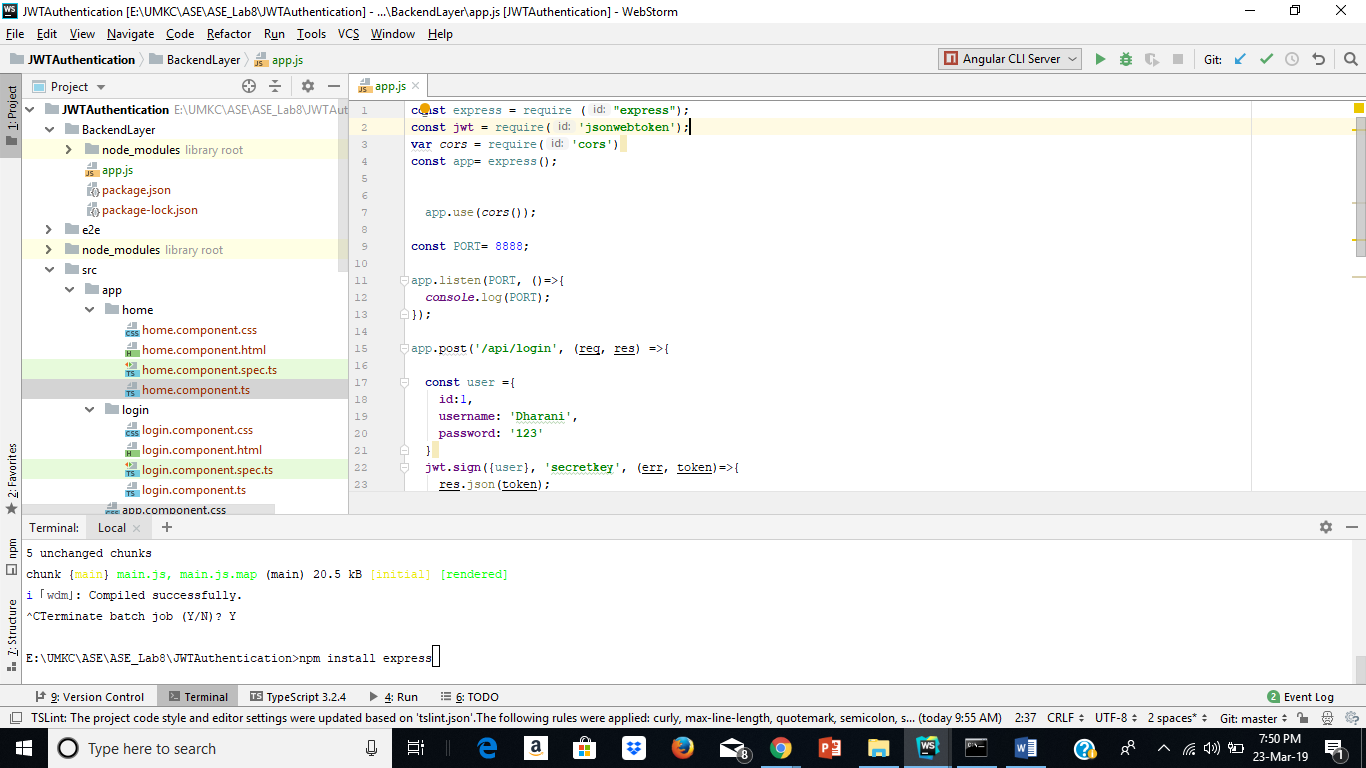 JWTAuthentication [E:\UMKC\ASE\ASE_Lab8\JWTAuthentication] - ...\BackendLayer\app.js [JWTAuthentication] - WebStorm
File Edit View Navigate Code Refactor Run Tools VCS Window Help
JWTAuthentication BackendLayer app.js Angular CLI Server Git:
Project
app.js
1: Project
JWTAuthentication E:\UMKC\ASE\ASE_Lab8\JWTAut
BackendLayer
node_modules library root
app.js
package.json
package-lock.json
e2e
node_modules library root
src
app
home
home.component.css
home.component.html
home.component.spec.ts
home.component.ts
login
login.component.css
login.component.html
login.component.spec.ts
login.component.ts
app.component.css
1 const express = require ( id: "express");
2 const jwt = require( id: 'jsonwebtoken');
3 var cors = require( id: 'cors')
4 const app= express();
5
6
7 app.use(cors());
8
9 const PORT= 8888;
10
11 app.listen(PORT, ()=>{
12 console.log(PORT);
13 });
14
15 app.post('/api/login', (req, res) =>{
16
17 const user ={
18 id:1,
19 username: 'Dharani',
20 password: '123'
21 }
22 jwt.sign({user}, 'secretkey', (err, token)=>{
23 res.json(token);
2: Favorites
npm
7: Structure
Terminal: Local
5 unchanged chunks
chunk {main} main.js, main.js.map (main) 20.5 kB [initial] [rendered]
i ｢wdm｣: Compiled successfully.
^CTerminate batch job (Y/N)? Y
E:\UMKC\ASE\ASE_Lab8\JWTAuthentication>npm install express
9: Version Control Terminal TypeScript 3.2.4 4: Run 6: TODO 2 Event Log
TSLint: The project code style and editor settings were updated based on 'tslint.json'.The following rules were applied: curly, max-line-length, quotemark, semicolon, s... (today 9:55 AM) 2:37 CRLF UTF-8 2 spaces* Git: master
Type here to search
8
7:50 PM
23-Mar-19
1